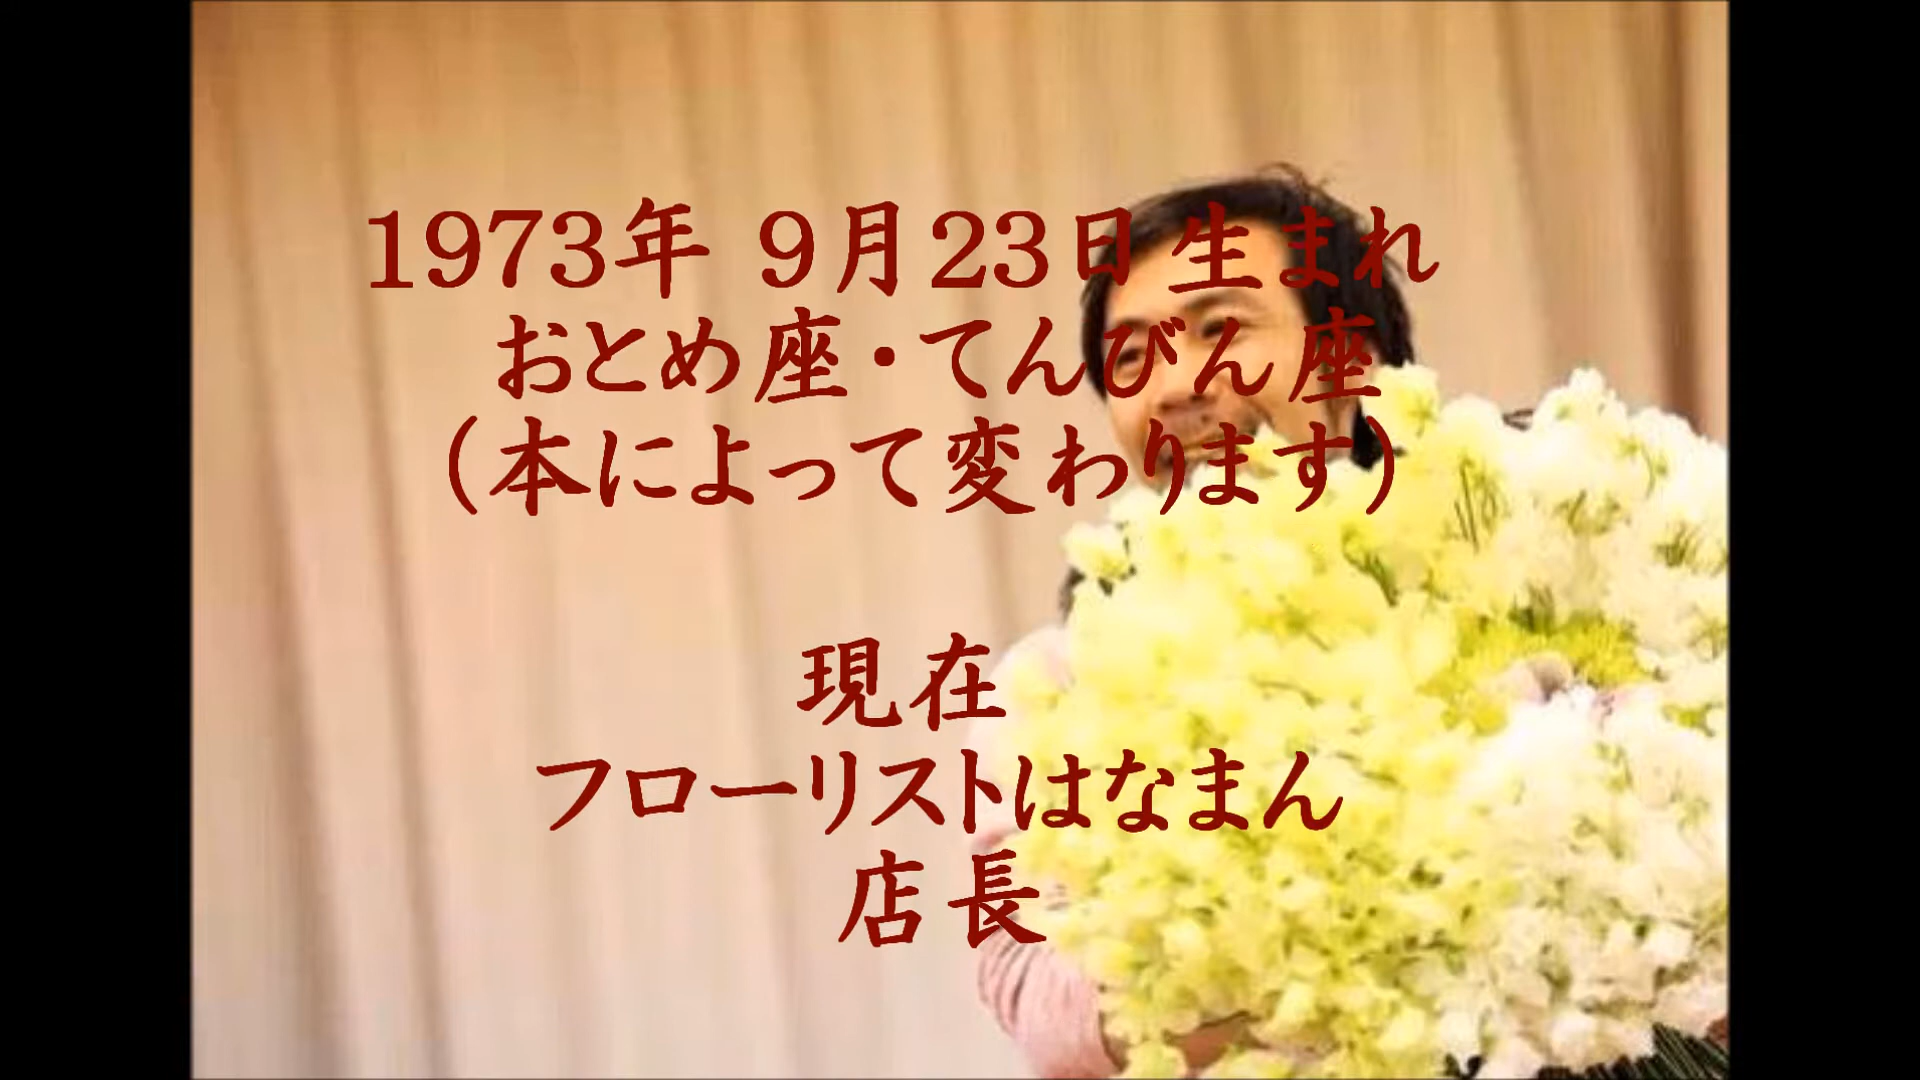 1973年 9月23日生まれ
おとめ座・てんびん座
(本によって変わります)
現在
フローリストはなまん
店長